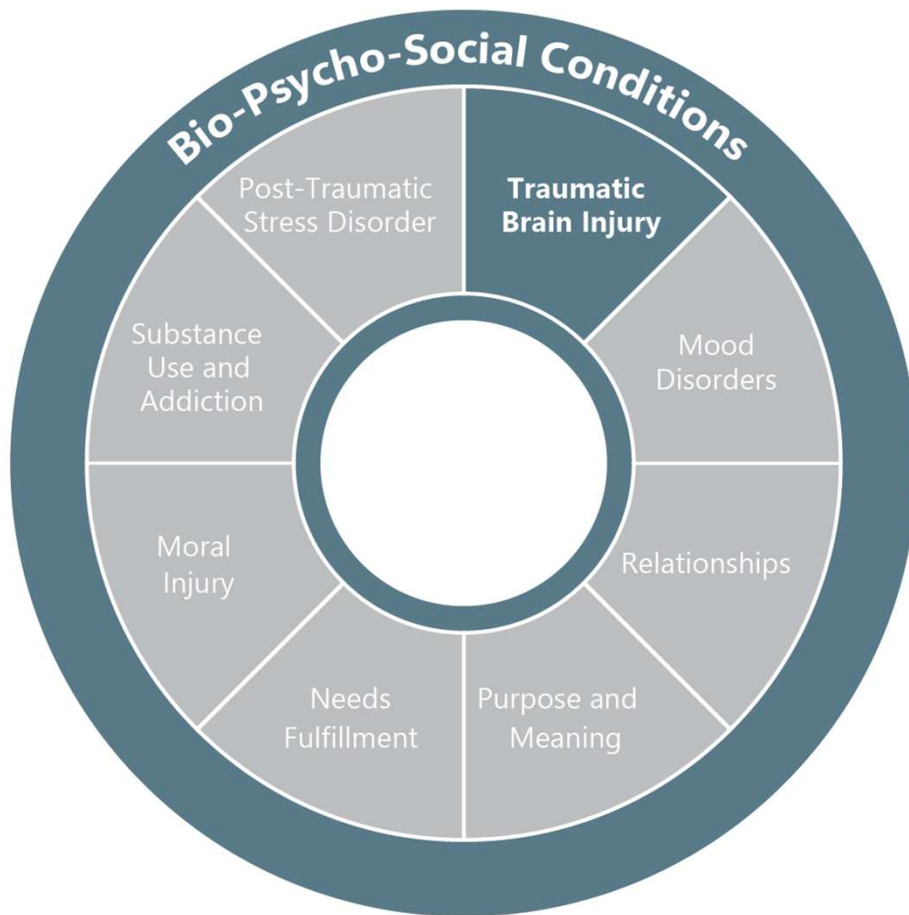 Bio-Psycho-Social Conditions
Post-Traumatic
Stress Disorder
Traumatic
Brain Injury
Substance
Use and
Addiction
Mood
Disorders
Moral
Injury
Relationships
Needs
Fulfillment
Purpose and
Meaning